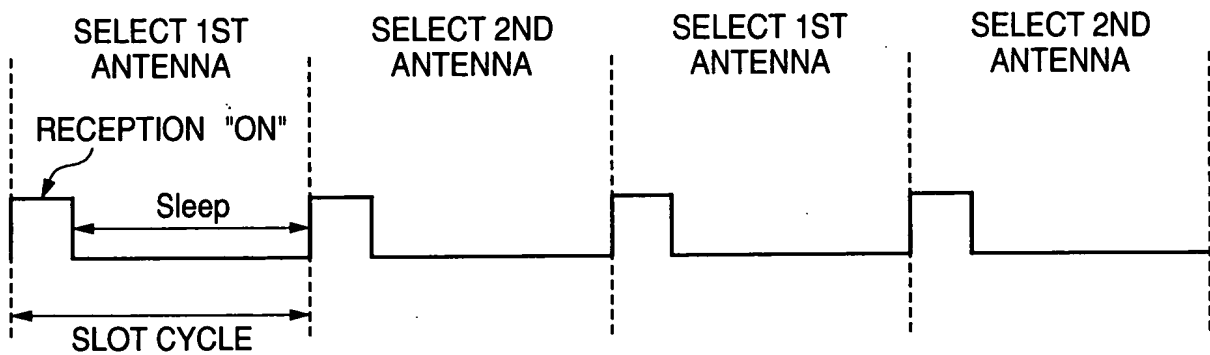 SELECT 1ST
ANTENNA
SELECT 2ND
ANTENNA
SELECT 1ST
ANTENNA
SELECT 2ND
ANTENNA
RECEPTION "ON"
Sleep
SLOT CYCLE